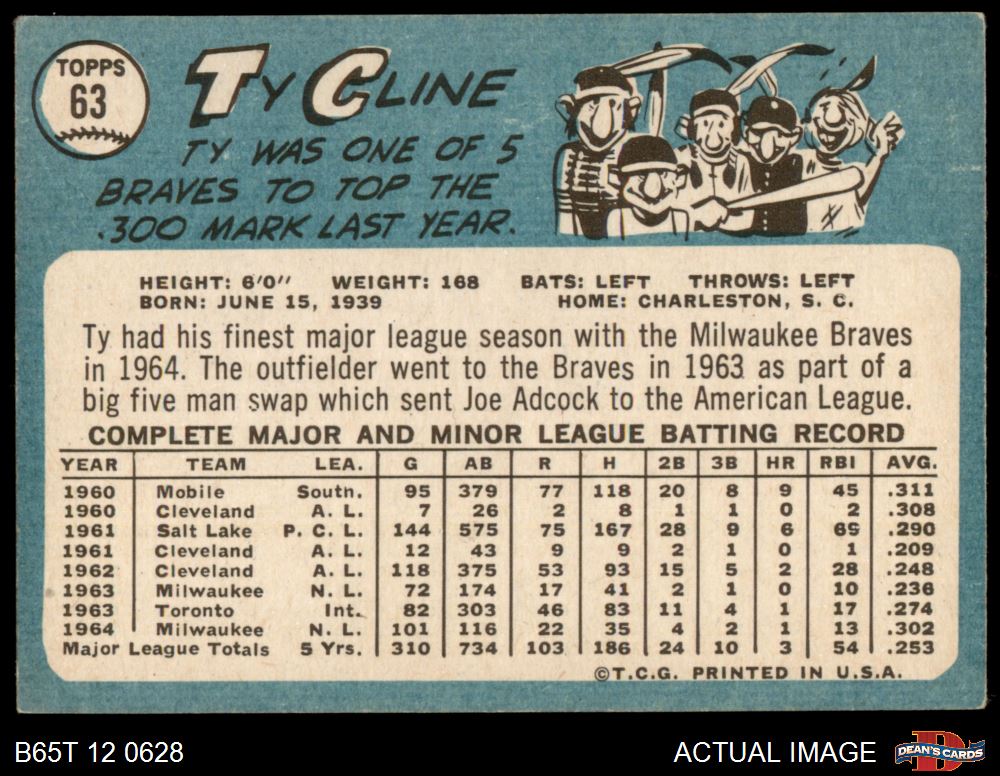 TOPPS
63
TY CLINE
TY WAS ONE OF 5
BRAVES TO TOP THE
.300 MARK LAST YEAR.
HEIGHT: 6'0" WEIGHT: 168 BATS: LEFT THROWS: LEFT
BORN: JUNE 15, 1939 HOME: CHARLESTON, S. C.
Ty had his finest major league season with the Milwaukee Braves
in 1964. The outfielder went to the Braves in 1963 as part of a
big five man swap which sent Joe Adcock to the American League.
COMPLETE MAJOR AND MINOR LEAGUE BATTING RECORD
YEAR TEAM LEA. G AB R H 2B 3B HR RBI AVG.
1960 Mobile South. 95 379 77 118 20 8 9 45 .311
1960 Cleveland A. L. 7 26 2 8 1 1 0 2 .308
1961 Salt Lake P. C. L. 144 575 75 167 28 9 6 69 .290
1961 Cleveland A. L. 12 43 9 9 2 1 0 1 .209
1962 Cleveland A. L. 118 375 53 93 15 5 2 28 .248
1963 Milwaukee N. L. 72 174 17 41 2 1 0 10 .236
1963 Toronto Int. 82 303 46 83 11 4 1 17 .274
1964 Milwaukee N. L. 101 116 22 35 4 2 1 13 .302
Major League Totals 5 Yrs. 310 734 103 186 24 10 3 54 .253
©T.C.G. PRINTED IN U.S.A.
B65T 12 0628 ACTUAL IMAGE D DEAN'S CARDS